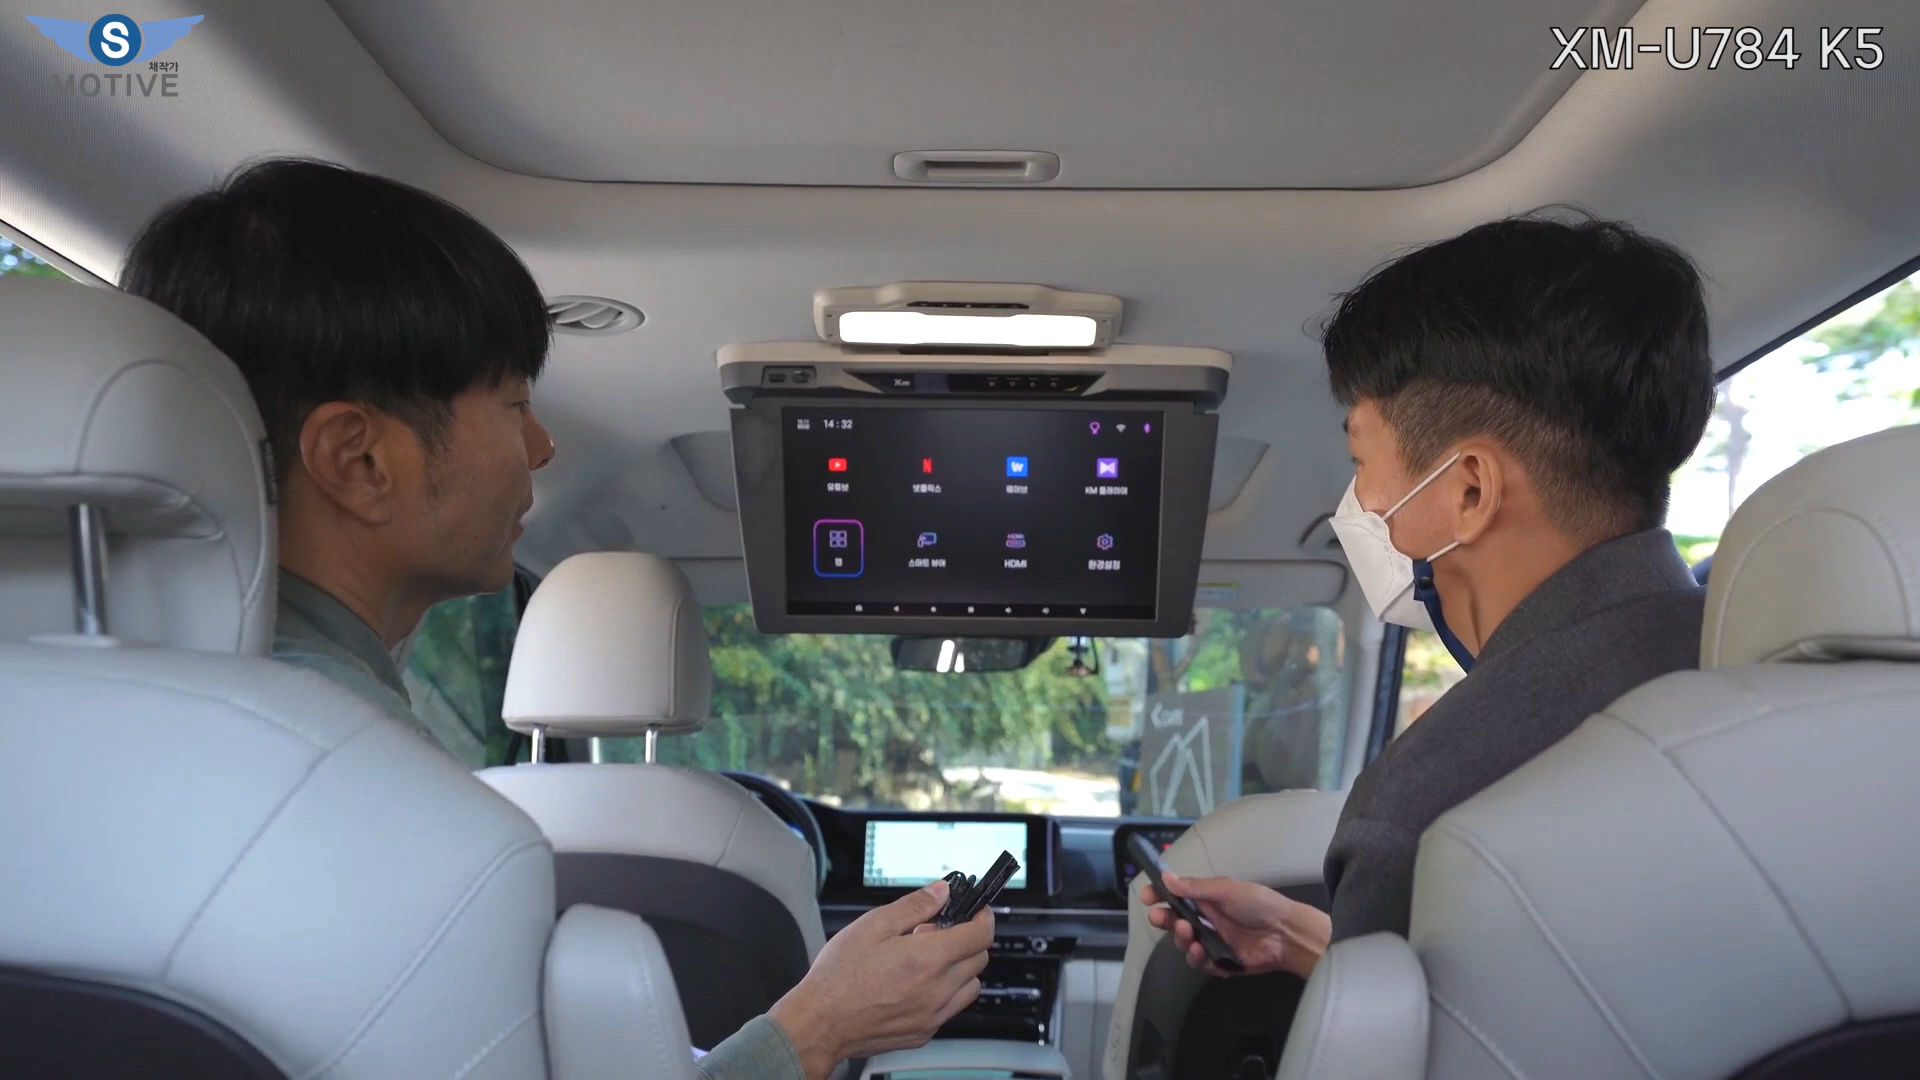 S
채작가
MOTIVE
XM-U784 K5
14:32
유튜브
넷플릭스
웨이브
KM 플레이어
앱
스마트 뷰어
HDMI
HDMI
환경설정